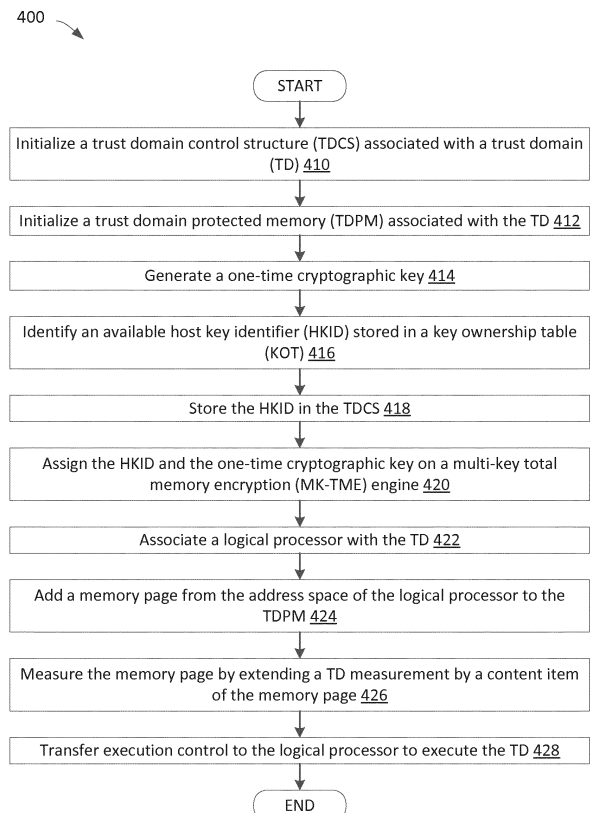 400
START
Initialize a trust domain control structure (TDCS) associated with a trust domain
(TD) 410
Initialize a trust domain protected memory (TDPM) associated with the TD 412
Generate a one-time cryptographic key 414
Identify an available host key identifier (HKID) stored in a key ownership table
(KOT) 416
Store the HKID in the TDCS 418
Assign the HKID and the one-time cryptographic key on a multi-key total
memory encryption (MK-TME) engine 420
Associate a logical processor with the TD 422
Add a memory page from the address space of the logical processor to the
TDPM 424
Measure the memory page by extending a TD measurement by a content item
of the memory page 426
Transfer execution control to the logical processor to execute the TD 428
END